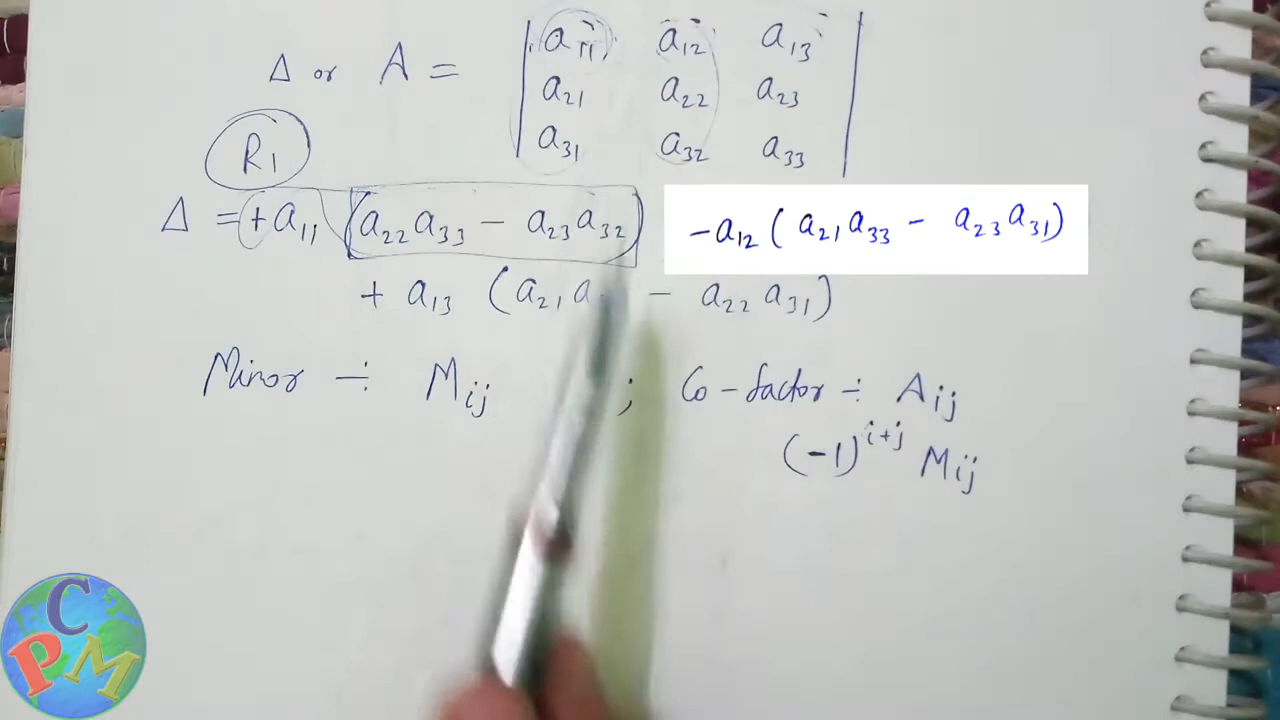 Δ or A = | a11 a12 a13 |
| a21 a22 a23 |
| a31 a32 a33 |
R1
Δ = +a11 (a22 a33 − a23 a32) −a12 ( a21 a33 − a23 a31)
+ a13 (a21 a − a22 a31)
Minor ÷ Mij ; Co-factor ÷ Aij
(−1)^i+j Mij
CPM